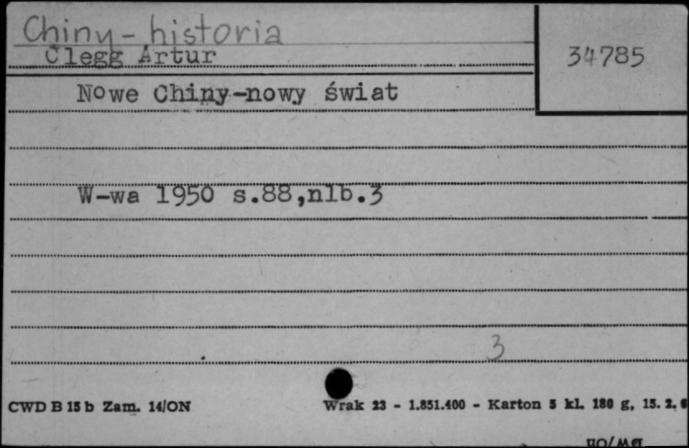 Chiny - historia
Clegg Artur
34785
Nowe Chiny-nowy świat
W-wa 1950 s.88,nlb.3
3
CWD B 15 b Zam. 14/ON
Wrak 23 - 1.851.400 - Karton 5 kl. 180 g, 15. 2.